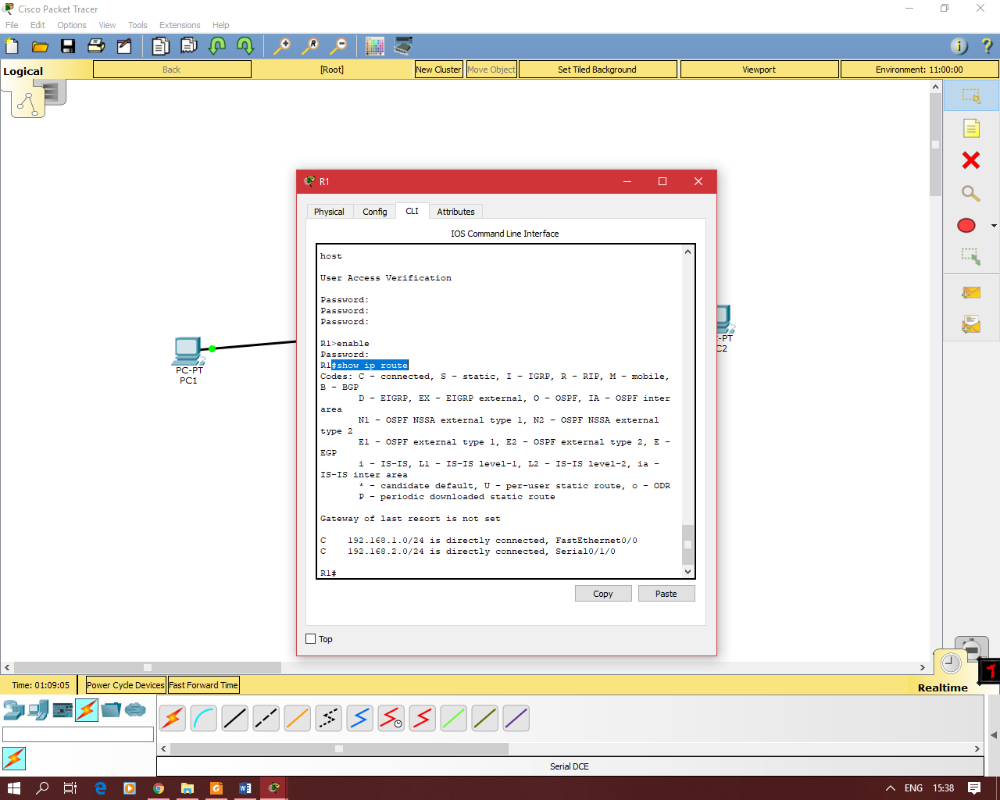 Cisco Packet Tracer
File Edit Options View Tools Extensions Help
Logical
Back
[Root]
New Cluster
Move Object
Set Tiled Background
Viewport
Environment: 11:00:00
R1
Physical Config CLI Attributes
IOS Command Line Interface
host
User Access Verification
Password:
Password:
Password:
R1>enable
Password:
R1#show ip route
Codes: C - connected, S - static, I - IGRP, R - RIP, M - mobile,
B - BGP
D - EIGRP, EX - EIGRP external, O - OSPF, IA - OSPF inter
area
N1 - OSPF NSSA external type 1, N2 - OSPF NSSA external
type 2
E1 - OSPF external type 1, E2 - OSPF external type 2, E -
EGP
i - IS-IS, L1 - IS-IS level-1, L2 - IS-IS level-2, ia -
IS-IS inter area
* - candidate default, U - per-user static route, o - ODR
P - periodic downloaded static route
Gateway of last resort is not set
C 192.168.1.0/24 is directly connected, FastEthernet0/0
C 192.168.2.0/24 is directly connected, Serial0/1/0
R1#
Copy Paste
Top
PC-PT
PC1
-PT
C2
Time: 01:09:05
Power Cycle Devices
Fast Forward Time
Realtime
Serial DCE
ENG 15:38